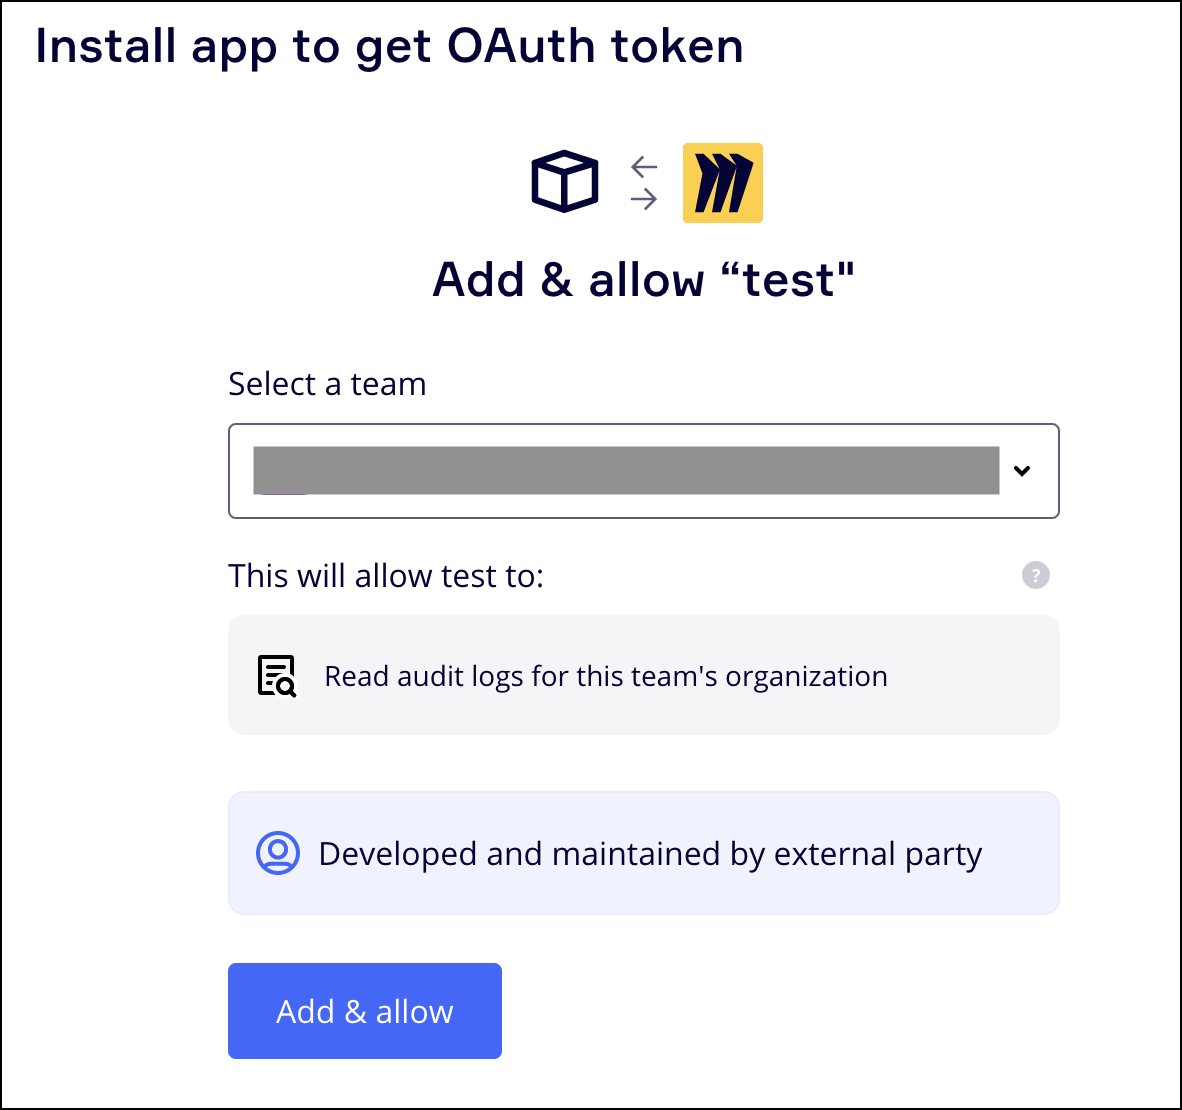 Install app to get OAuth token
Add & allow “test"
Select a team
This will allow test to:
?
Read audit logs for this team's organization
Developed and maintained by external party
Add & allow